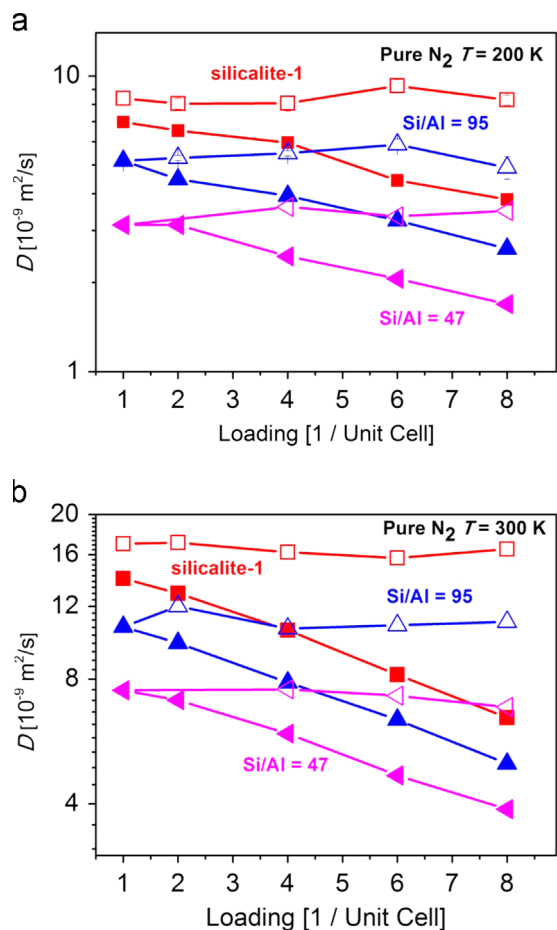 a
Pure N₂ T = 200 K
silicalite-1
Si/Al = 95
Si/Al = 47
10
1
D [10⁻⁹ m²/s]
1 2 3 4 5 6 7 8
Loading [1 / Unit Cell]
b
Pure N₂ T = 300 K
silicalite-1
Si/Al = 95
Si/Al = 47
20
16
12
8
4
D [10⁻⁹ m²/s]
1 2 3 4 5 6 7 8
Loading [1 / Unit Cell]